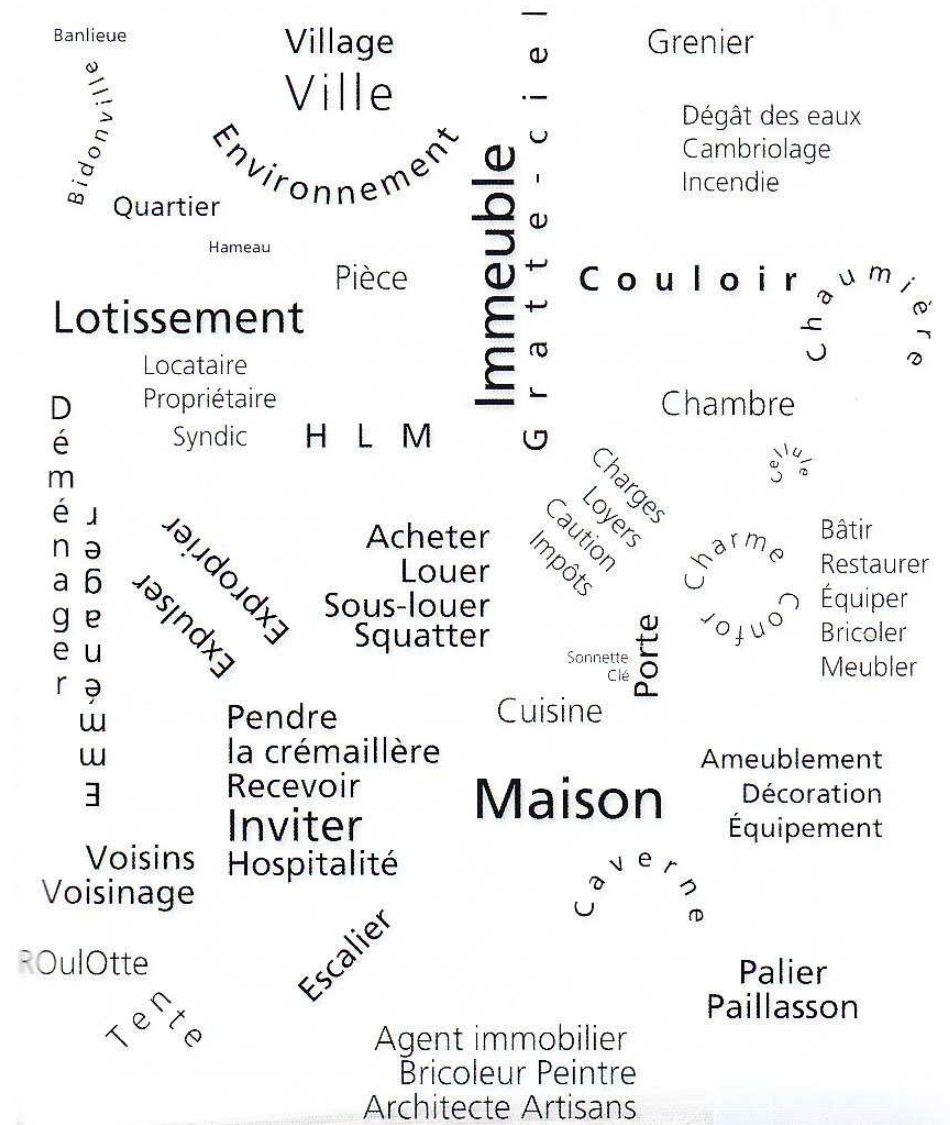 Banlieue
Bidonville
Village
Ville
Environnement
Quartier
Hameau
Gratte-ciel
Immeuble
Grenier
Dégât des eaux
Cambriolage
Incendie
Pièce
Couloir
Chaumière
Lotissement
Locataire
Propriétaire
Syndic
HLM
Chambre
Cellule
Déménager
Emménager
Exproprier
Expulser
Acheter
Louer
Sous-louer
Squatter
Charges
Loyers
Caution
Impôts
Charme
Confor
Bâtir
Restaurer
Équiper
Bricoler
Meubler
Sonnette
Clé
Porte
Cuisine
Pendre
la crémaillère
Recevoir
Inviter
Hospitalité
Maison
Ameublement
Décoration
Équipement
Voisins
Voisinage
Caverne
ROulOtte
Tente
Escalier
Palier
Paillasson
Agent immobilier
Bricoleur Peintre
Architecte Artisans